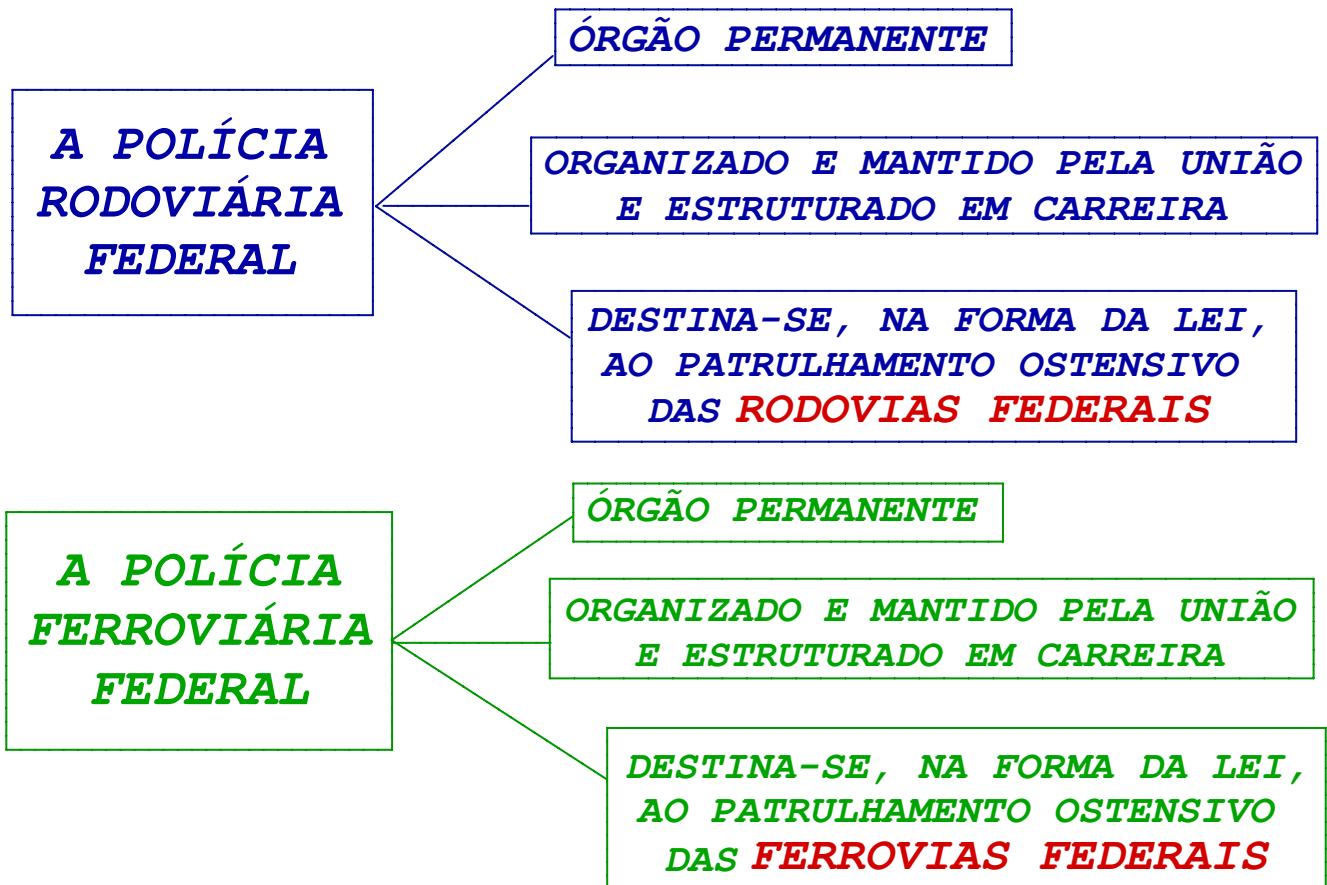 ÓRGÃO PERMANENTE
A POLÍCIA
RODOVIÁRIA
FEDERAL
ORGANIZADO E MANTIDO PELA UNIÃO
E ESTRUTURADO EM CARREIRA
DESTINA-SE, NA FORMA DA LEI,
AO PATRULHAMENTO OSTENSIVO
DAS RODOVIAS FEDERAIS
ÓRGÃO PERMANENTE
A POLÍCIA
FERROVIÁRIA
FEDERAL
ORGANIZADO E MANTIDO PELA UNIÃO
E ESTRUTURADO EM CARREIRA
DESTINA-SE, NA FORMA DA LEI,
AO PATRULHAMENTO OSTENSIVO
DAS FERROVIAS FEDERAIS